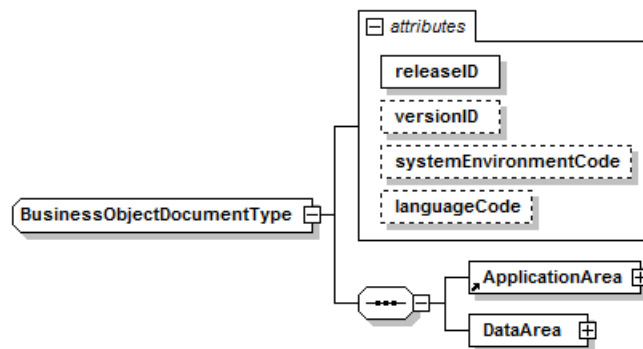 attributes
releaseID
versionID
systemEnvironmentCode
languageCode
BusinessObjectDocumentType
ApplicationArea
DataArea